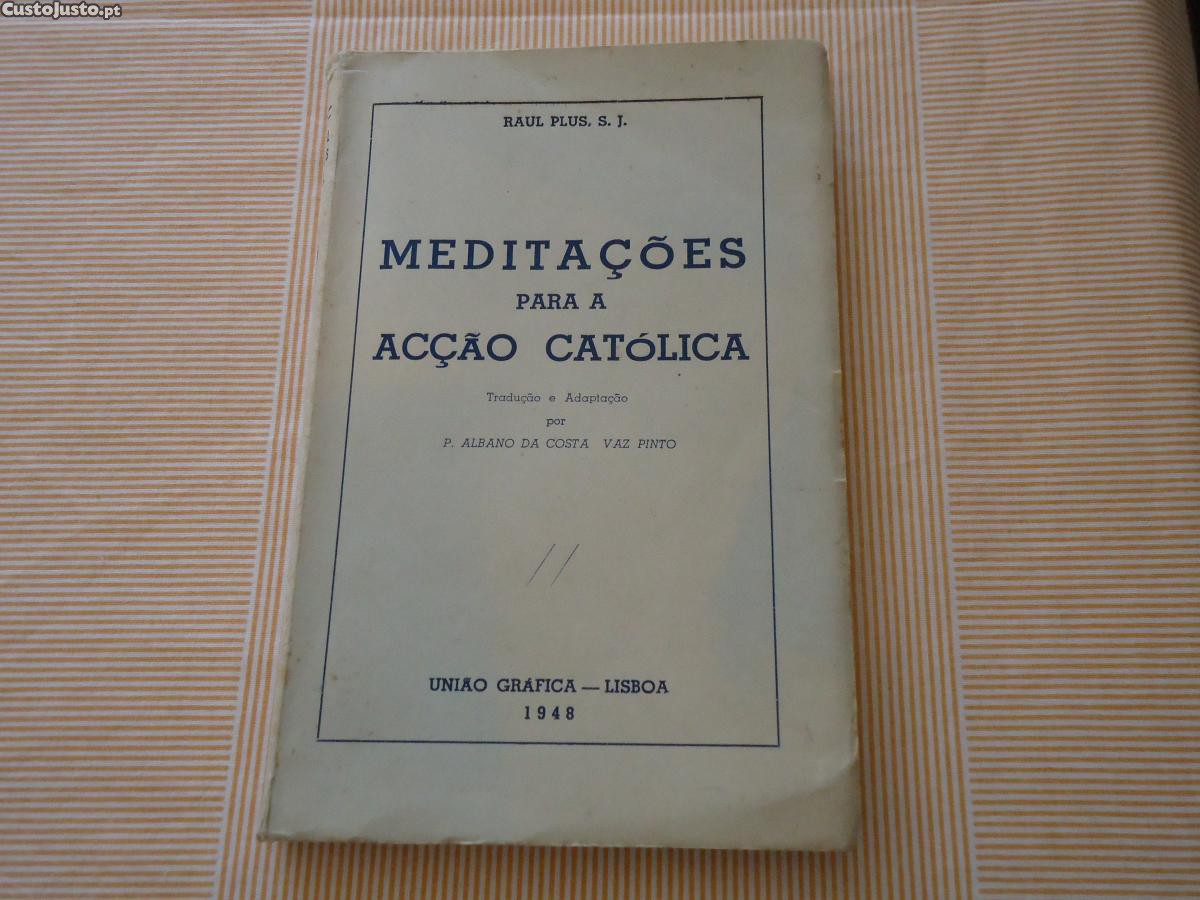 CustoJusto.pt
RAUL PLUS, S. J.
MEDITAÇÕES
PARA A
ACÇÃO CATÓLICA
Tradução e Adaptação
por
P. ALBANO DA COSTA VAZ PINTO
UNIÃO GRÁFICA — LISBOA
1948